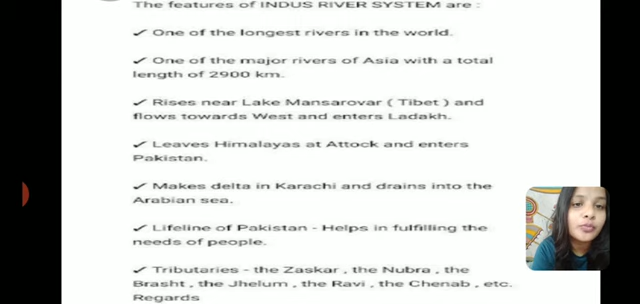 The features of INDUS RIVER SYSTEM are :
✓ One of the longest rivers in the world.
✓ One of the major rivers of Asia with a total
length of 2900 km.
✓ Rises near Lake Mansarovar ( Tibet ) and
flows towards West and enters Ladakh.
✓ Leaves Himalayas at Attock and enters
Pakistan.
✓ Makes delta in Karachi and drains into the
Arabian sea.
✓ Lifeline of Pakistan - Helps in fulfilling the
needs of people.
✓ Tributaries - the Zaskar , the Nubra , the
Brasht , the Jhelum , the Ravi , the Chenab , etc.
Regards